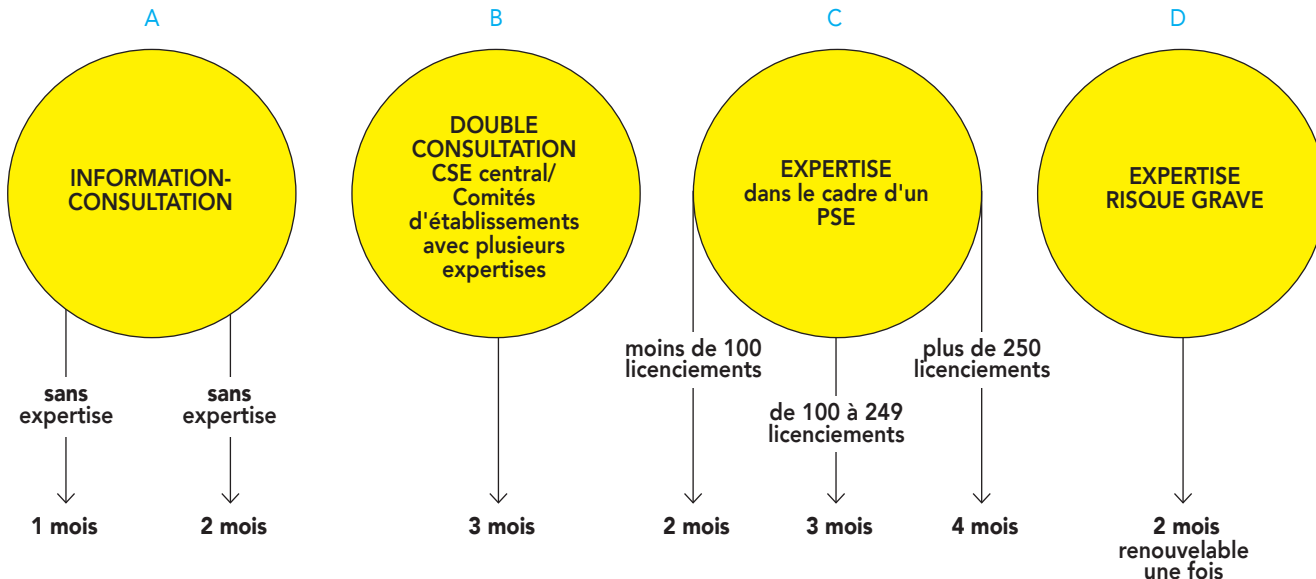 A
INFORMATION-
CONSULTATION
sans
expertise
1 mois
sans
expertise
2 mois
B
DOUBLE
CONSULTATION
CSE central/
Comités
d'établissements
avec plusieurs
expertises
3 mois
C
EXPERTISE
dans le cadre d'un
PSE
moins de 100
licenciements
2 mois
de 100 à 249
licenciements
3 mois
plus de 250
licenciements
4 mois
D
EXPERTISE
RISQUE GRAVE
2 mois
renouvelable
une fois